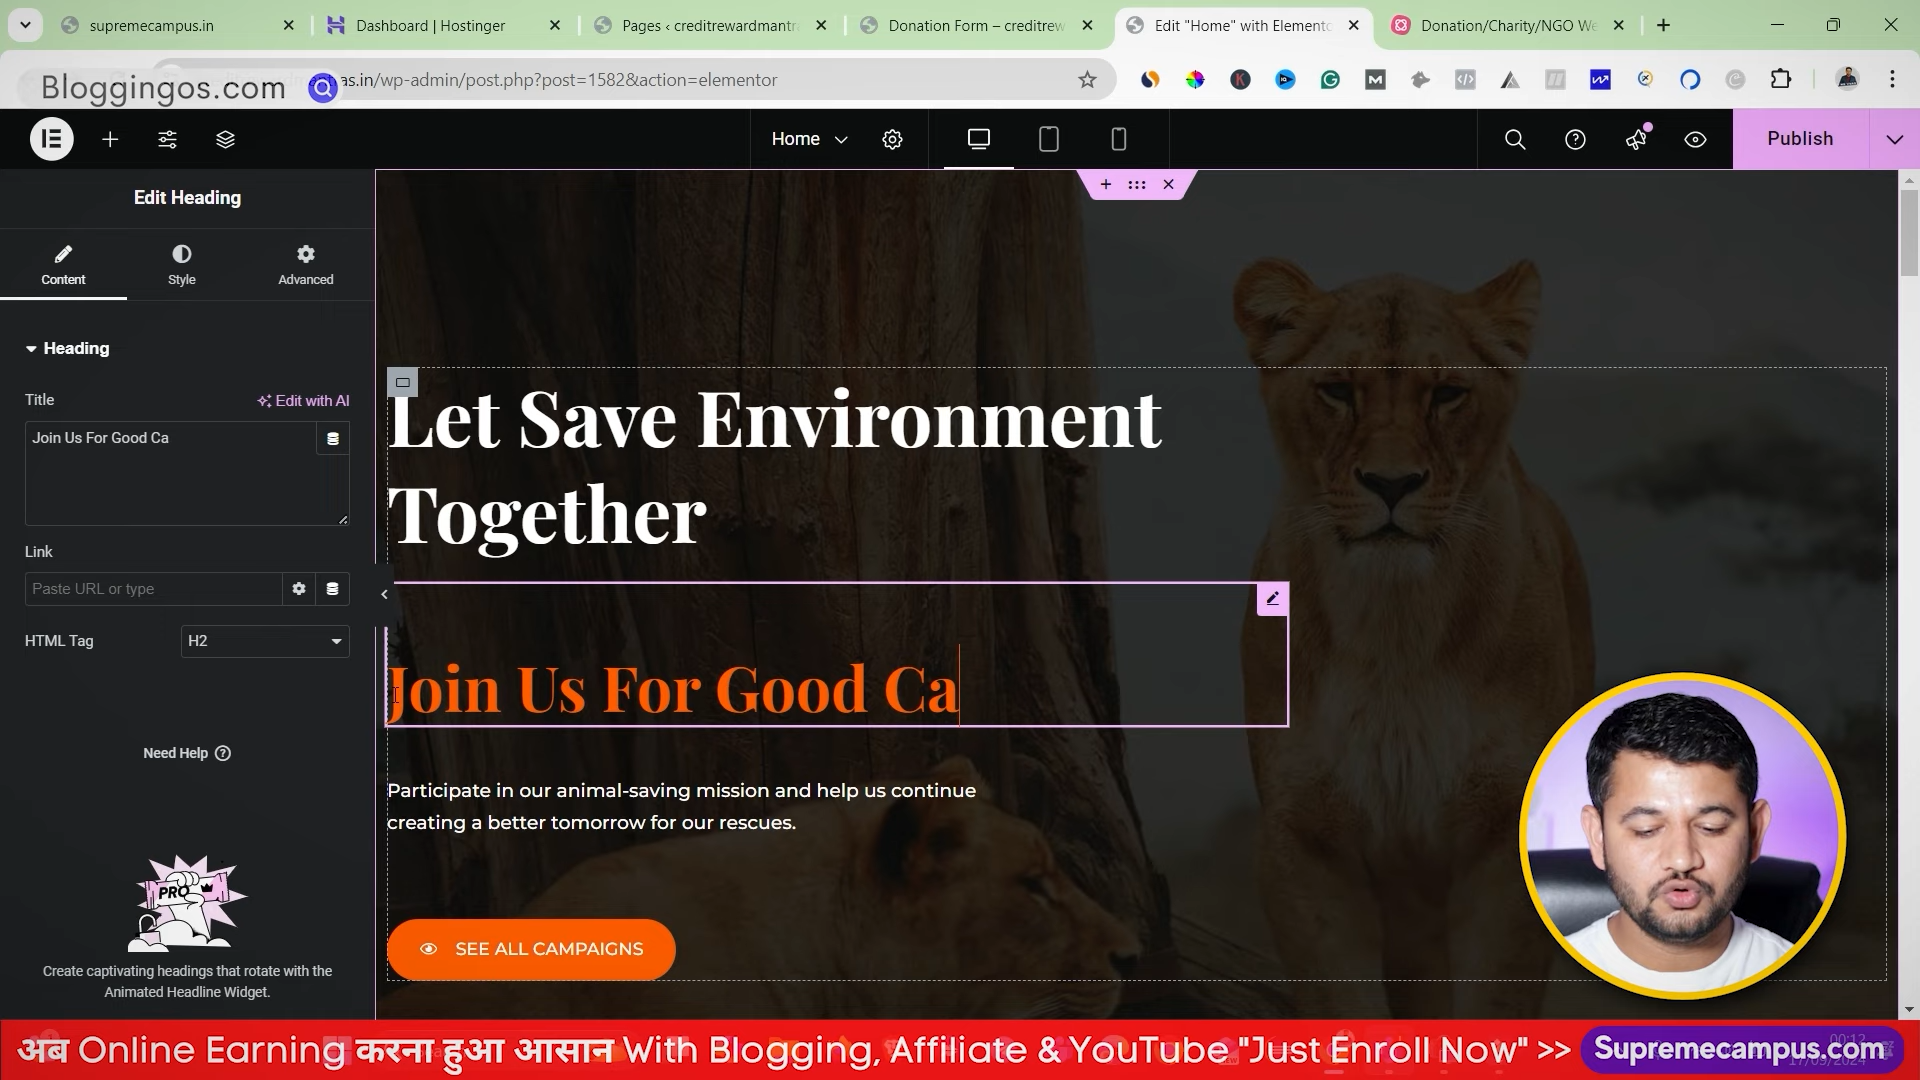 supremecampus.in
Dashboard | Hostinger
Pages ‹ creditrewardmantr
Donation Form – creditrew
Edit "Home" with Elemento
Donation/Charity/NGO We
Bloggingos.com
as.in/wp-admin/post.php?post=1582&action=elementor
Home
Publish
Edit Heading
Content
Style
Advanced
Heading
Title
Edit with AI
Join Us For Good Ca
Link
Paste URL or type
HTML Tag
H2
Need Help
PRO
Create captivating headings that rotate with the
Animated Headline Widget.
Let Save Environment
Together
Join Us For Good Ca
Participate in our animal-saving mission and help us continue
creating a better tomorrow for our rescues.
SEE ALL CAMPAIGNS
अब Online Earning करना हुआ आसान With Blogging, Affiliate & YouTube "Just Enroll Now" >>
Supremecampus.com